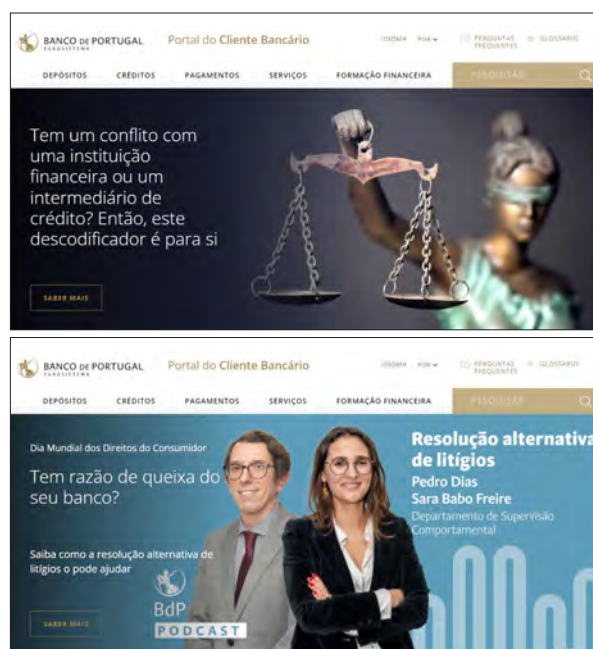 BANCO DE PORTUGAL
EUROSISTEMA
Portal do Cliente Bancário
IDIOMA POR
PERGUNTAS
FREQUENTES
GLOSSÁRIO
DEPÓSITOS CRÉDITOS PAGAMENTOS SERVIÇOS FORMAÇÃO FINANCEIRA PESQUISAR
Tem um conflito com
uma instituição
financeira ou um
intermediário de
crédito? Então, este
descodificador é para si
SABER MAIS
BANCO DE PORTUGAL
EUROSISTEMA
Portal do Cliente Bancário
IDIOMA POR
PERGUNTAS
FREQUENTES
GLOSSÁRIO
DEPÓSITOS CRÉDITOS PAGAMENTOS SERVIÇOS FORMAÇÃO FINANCEIRA PESQUISAR
Dia Mundial dos Direitos do Consumidor
Tem razão de queixa do
seu banco?
Saiba como a resolução alternativa de
litígios o pode ajudar
SABER MAIS
BdP
PODCAST
Resolução alternativa
de litígios
Pedro Dias
Sara Babo Freire
Departamento de Supervisão
Comportamental